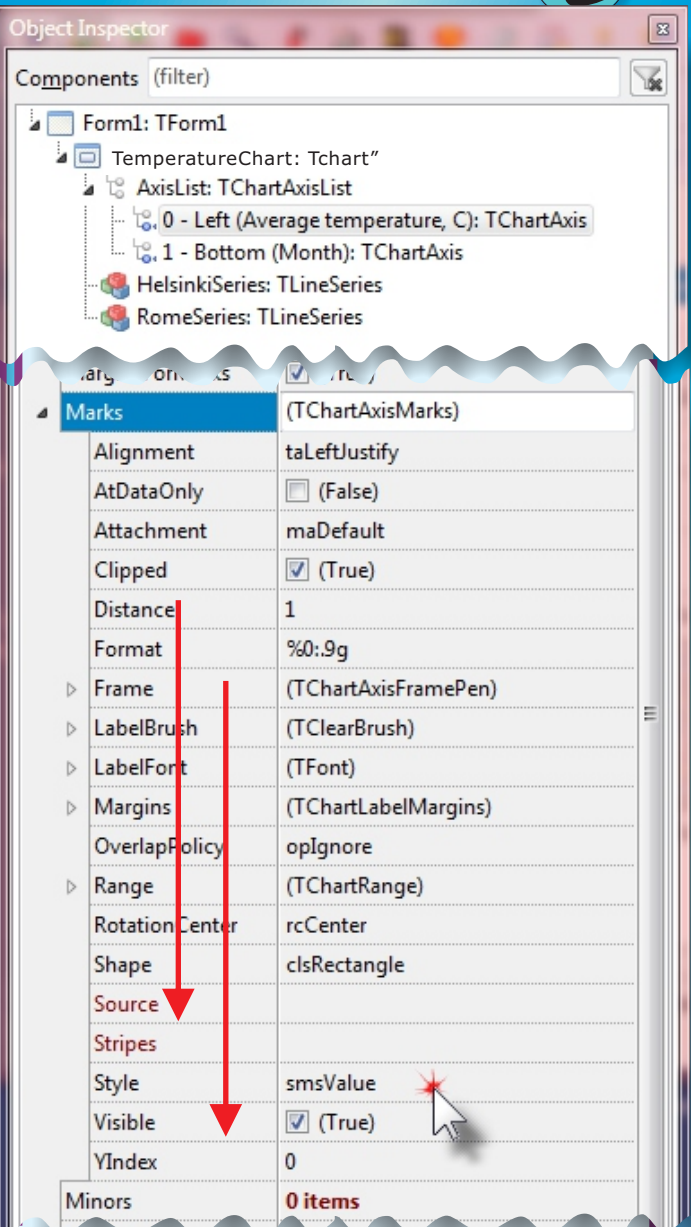 Object Inspector
Components (filter)
Form1: TForm1
TemperatureChart: Tchart”
AxisList: TChartAxisList
0 - Left (Average temperature, C): TChartAxis
1 - Bottom (Month): TChartAxis
HelsinkiSeries: TLineSeries
RomeSeries: TLineSeries
Marks (TChartAxisMarks)
Alignment taLeftJustify
AtDataOnly (False)
Attachment maDefault
Clipped (True)
Distance 1
Format %0:.9g
Frame (TChartAxisFramePen)
LabelBrush (TClearBrush)
LabelFont (TFont)
Margins (TChartLabelMargins)
OverlapPolicy opIgnore
Range (TChartRange)
RotationCenter rcCenter
Shape clsRectangle
Source
Stripes
Style smsValue
Visible (True)
YIndex 0
Minors 0 items